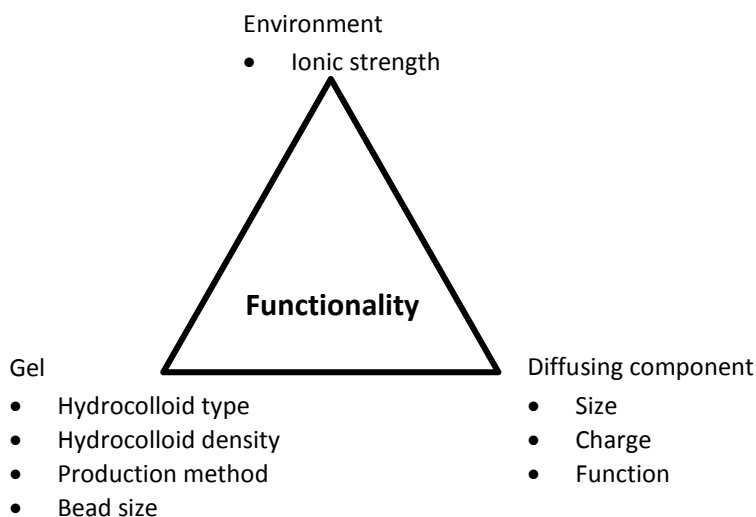 Environment
• Ionic strength
Functionality
Gel
• Hydrocolloid type
• Hydrocolloid density
• Production method
• Bead size
Diffusing component
• Size
• Charge
• Function